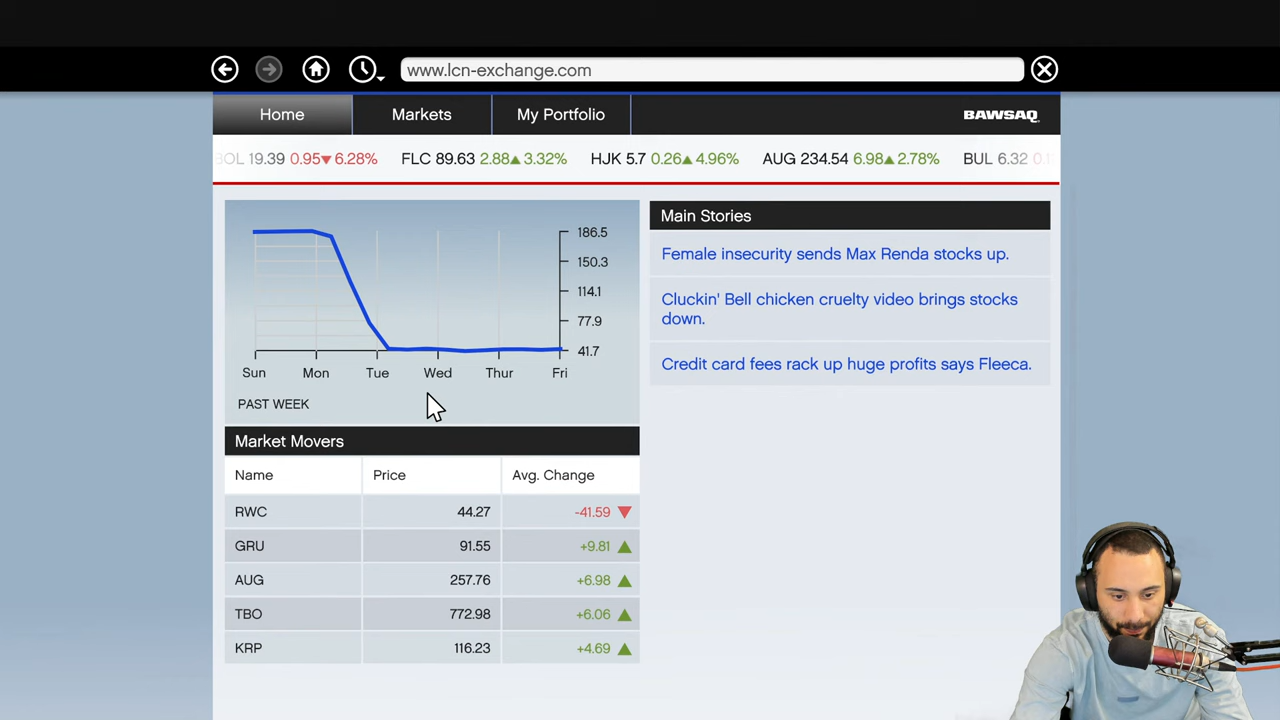 www.lcn-exchange.com
Home Markets My Portfolio BAWSAQ
BOL 19.39 0.95▼6.28% FLC 89.63 2.88▲3.32% HJK 5.7 0.26▲4.96% AUG 234.54 6.98▲2.78% BUL 6.32
186.5
150.3
114.1
77.9
41.7
Sun Mon Tue Wed Thur Fri
PAST WEEK
Market Movers
Name Price Avg. Change
RWC 44.27 -41.59 ▼
GRU 91.55 +9.81 ▲
AUG 257.76 +6.98 ▲
TBO 772.98 +6.06 ▲
KRP 116.23 +4.69 ▲
Main Stories
Female insecurity sends Max Renda stocks up.
Cluckin' Bell chicken cruelty video brings stocks
down.
Credit card fees rack up huge profits says Fleeca.